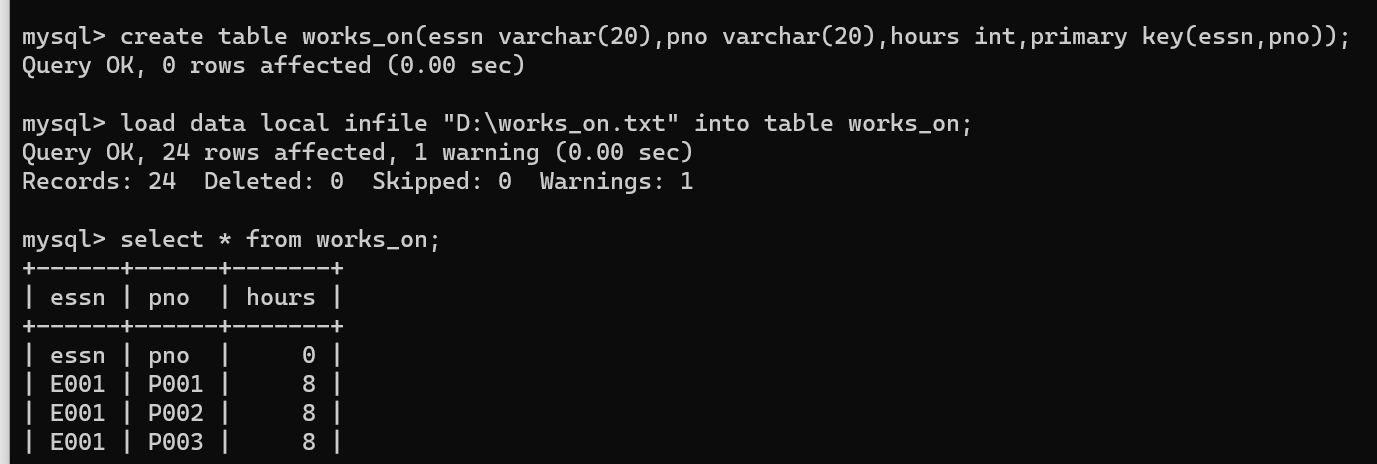 mysql> create table works_on(essn varchar(20),pno varchar(20),hours int,primary key(essn,pno));
Query OK, 0 rows affected (0.00 sec)
mysql> load data local infile "D:\works_on.txt" into table works_on;
Query OK, 24 rows affected, 1 warning (0.00 sec)
Records: 24  Deleted: 0  Skipped: 0  Warnings: 1
mysql> select * from works_on;
+------+------+-------+
| essn | pno  | hours |
+------+------+-------+
| essn | pno  |     0 |
| E001 | P001 |     8 |
| E001 | P002 |     8 |
| E001 | P003 |     8 |